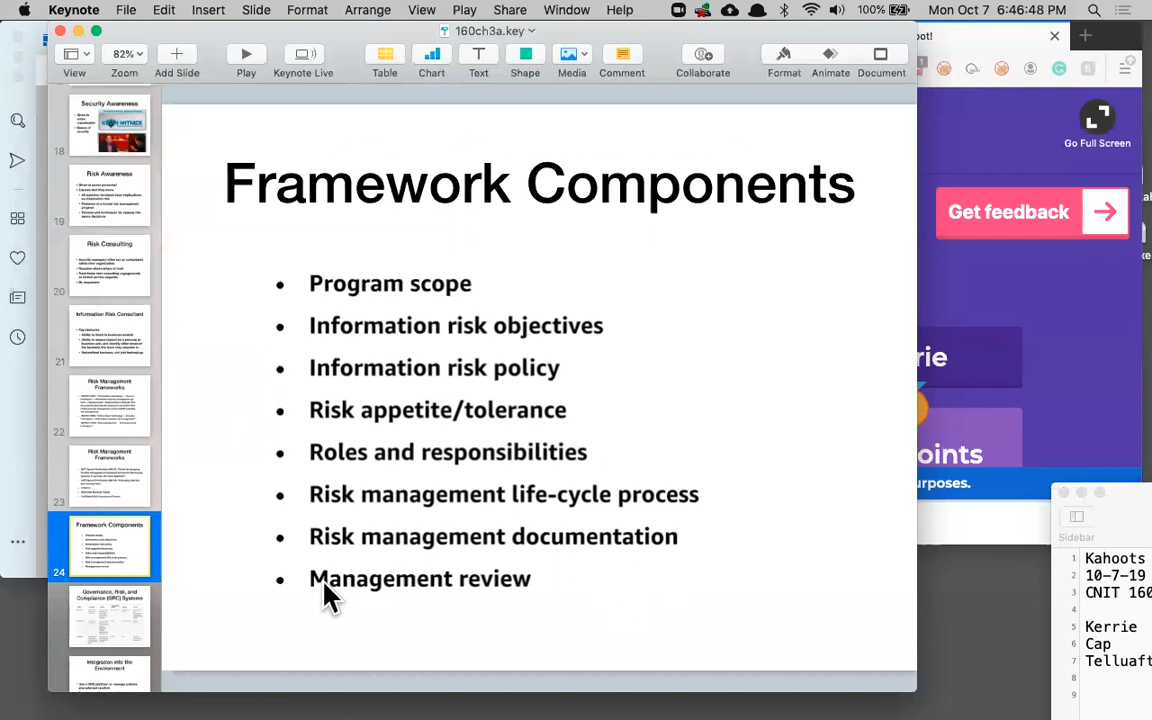 Keynote File Edit Insert Slide Format Arrange View Play Share Window Help 100% Mon Oct 7 6:46:48 PM
160ch3a.key
82%
View Zoom Add Slide Play Keynote Live Table Chart Text Shape Media Comment Collaborate Format Animate Document
ot!
Go Full Screen
Get feedback
Security Awareness
18
Risk Awareness
19
Risk Consulting
20
Information Risk Consultant
21
Risk Management
Frameworks
22
Risk Management
Frameworks
23
Framework Components
24
Governance, Risk, and
Compliance (GRC) Systems
Integration into the
Environment
Framework Components
• Program scope
• Information risk objectives
• Information risk policy
• Risk appetite/tolerance
• Roles and responsibilities
• Risk management life-cycle process
• Risk management documentation
• Management review
rie
oints
urposes.
Sidebar
1 Kahoots
2 10-7-19
3 CNIT 160
4
5 Kerrie
6 Cap
7 Telluaft
8
9